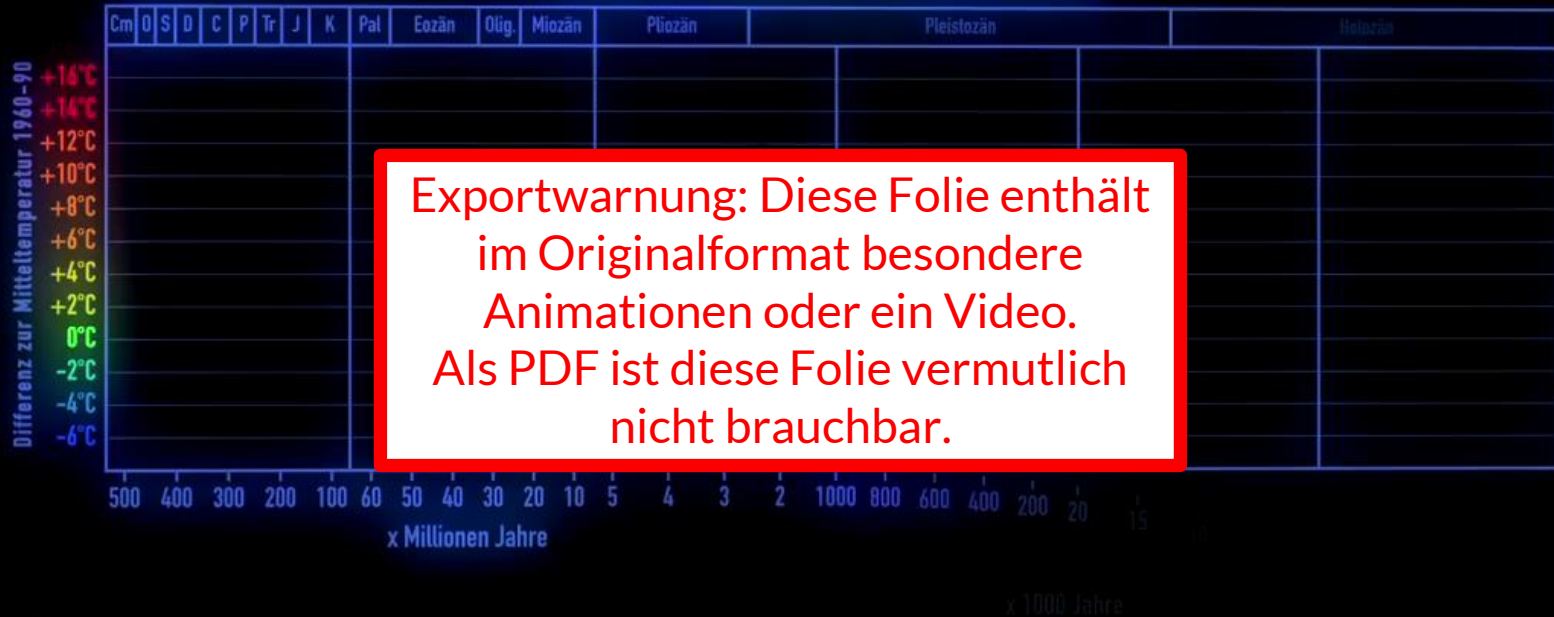 Cm O S D C P Tr J K Pal Eozän Olig. Miozän Pliozän Pleistozän Holozän
Differenz zur Mitteltemperatur 1960-90
+16°C
+14°C
+12°C
+10°C
+8°C
+6°C
+4°C
+2°C
0°C
-2°C
-4°C
-6°C
Exportwarnung: Diese Folie enthält
im Originalformat besondere
Animationen oder ein Video.
Als PDF ist diese Folie vermutlich
nicht brauchbar.
500 400 300 200 100 60 50 40 30 20 10 5 4 3 2 1000 800 600 400 200 20 15
x Millionen Jahre
x 1000 Jahre